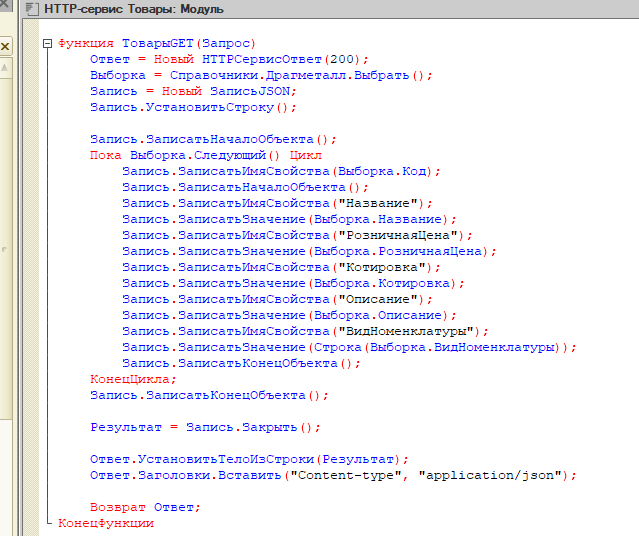 HTTP-сервис Товары: Модуль
Функция ТоварыGET(Запрос)
Ответ = Новый HTTPСервисОтвет(200);
Выборка = Справочники.Драгметалл.Выбрать();
Запись = Новый ЗаписьJSON;
Запись.УстановитьСтроку();
Запись.ЗаписатьНачалоОбъекта();
Пока Выборка.Следующий() Цикл
Запись.ЗаписатьИмяСвойства(Выборка.Код);
Запись.ЗаписатьНачалоОбъекта();
Запись.ЗаписатьИмяСвойства("Название");
Запись.ЗаписатьЗначение(Выборка.Название);
Запись.ЗаписатьИмяСвойства("РозничнаяЦена");
Запись.ЗаписатьЗначение(Выборка.РозничнаяЦена);
Запись.ЗаписатьИмяСвойства("Котировка");
Запись.ЗаписатьЗначение(Выборка.Котировка);
Запись.ЗаписатьИмяСвойства("Описание");
Запись.ЗаписатьЗначение(Выборка.Описание);
Запись.ЗаписатьИмяСвойства("ВидНоменклатуры");
Запись.ЗаписатьЗначение(Строка(Выборка.ВидНоменклатуры));
Запись.ЗаписатьКонецОбъекта();
КонецЦикла;
Запись.ЗаписатьКонецОбъекта();
Результат = Запись.Закрыть();
Ответ.УстановитьТелоИзСтроки(Результат);
Ответ.Заголовки.Вставить("Content-type", "application/json");
Возврат Ответ;
КонецФункции